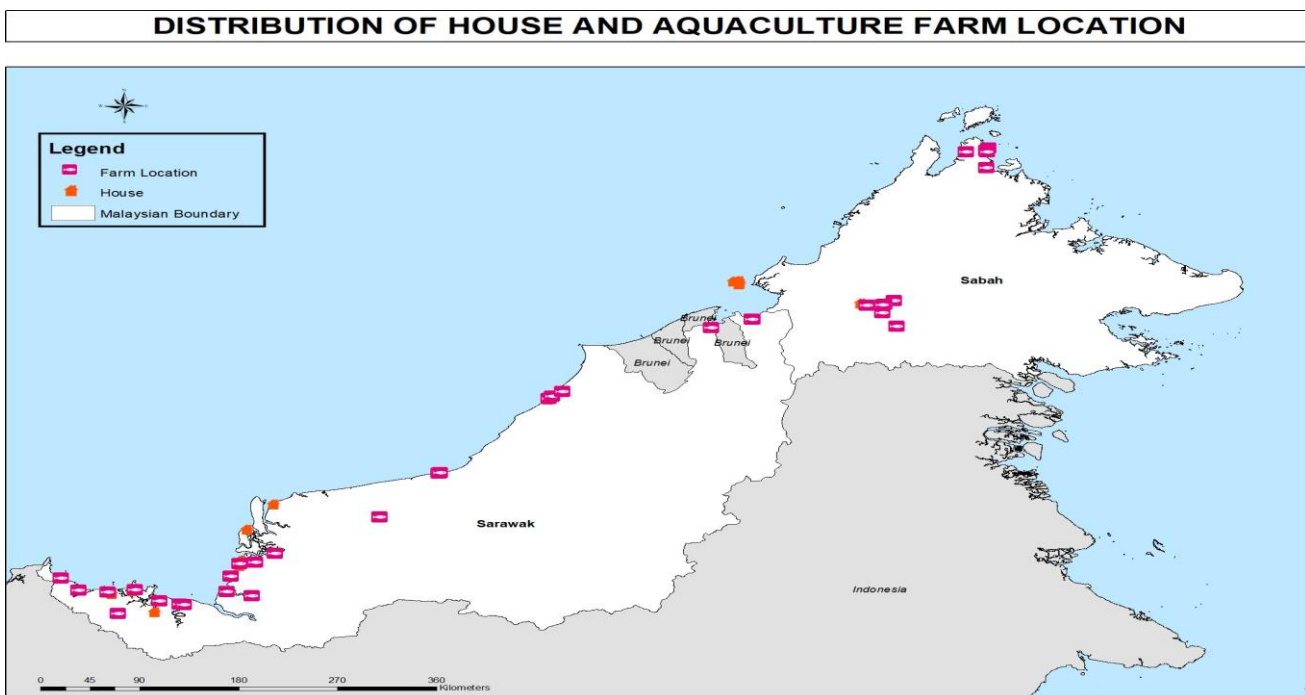 DISTRIBUTION OF HOUSE AND AQUACULTURE FARM LOCATION
Legend
Farm Location
House
Malaysian Boundary
Sabah
Brunei
Brunei
Brunei
Sarawak
Indonesia
0 45 90 180 270 360
Kilometers